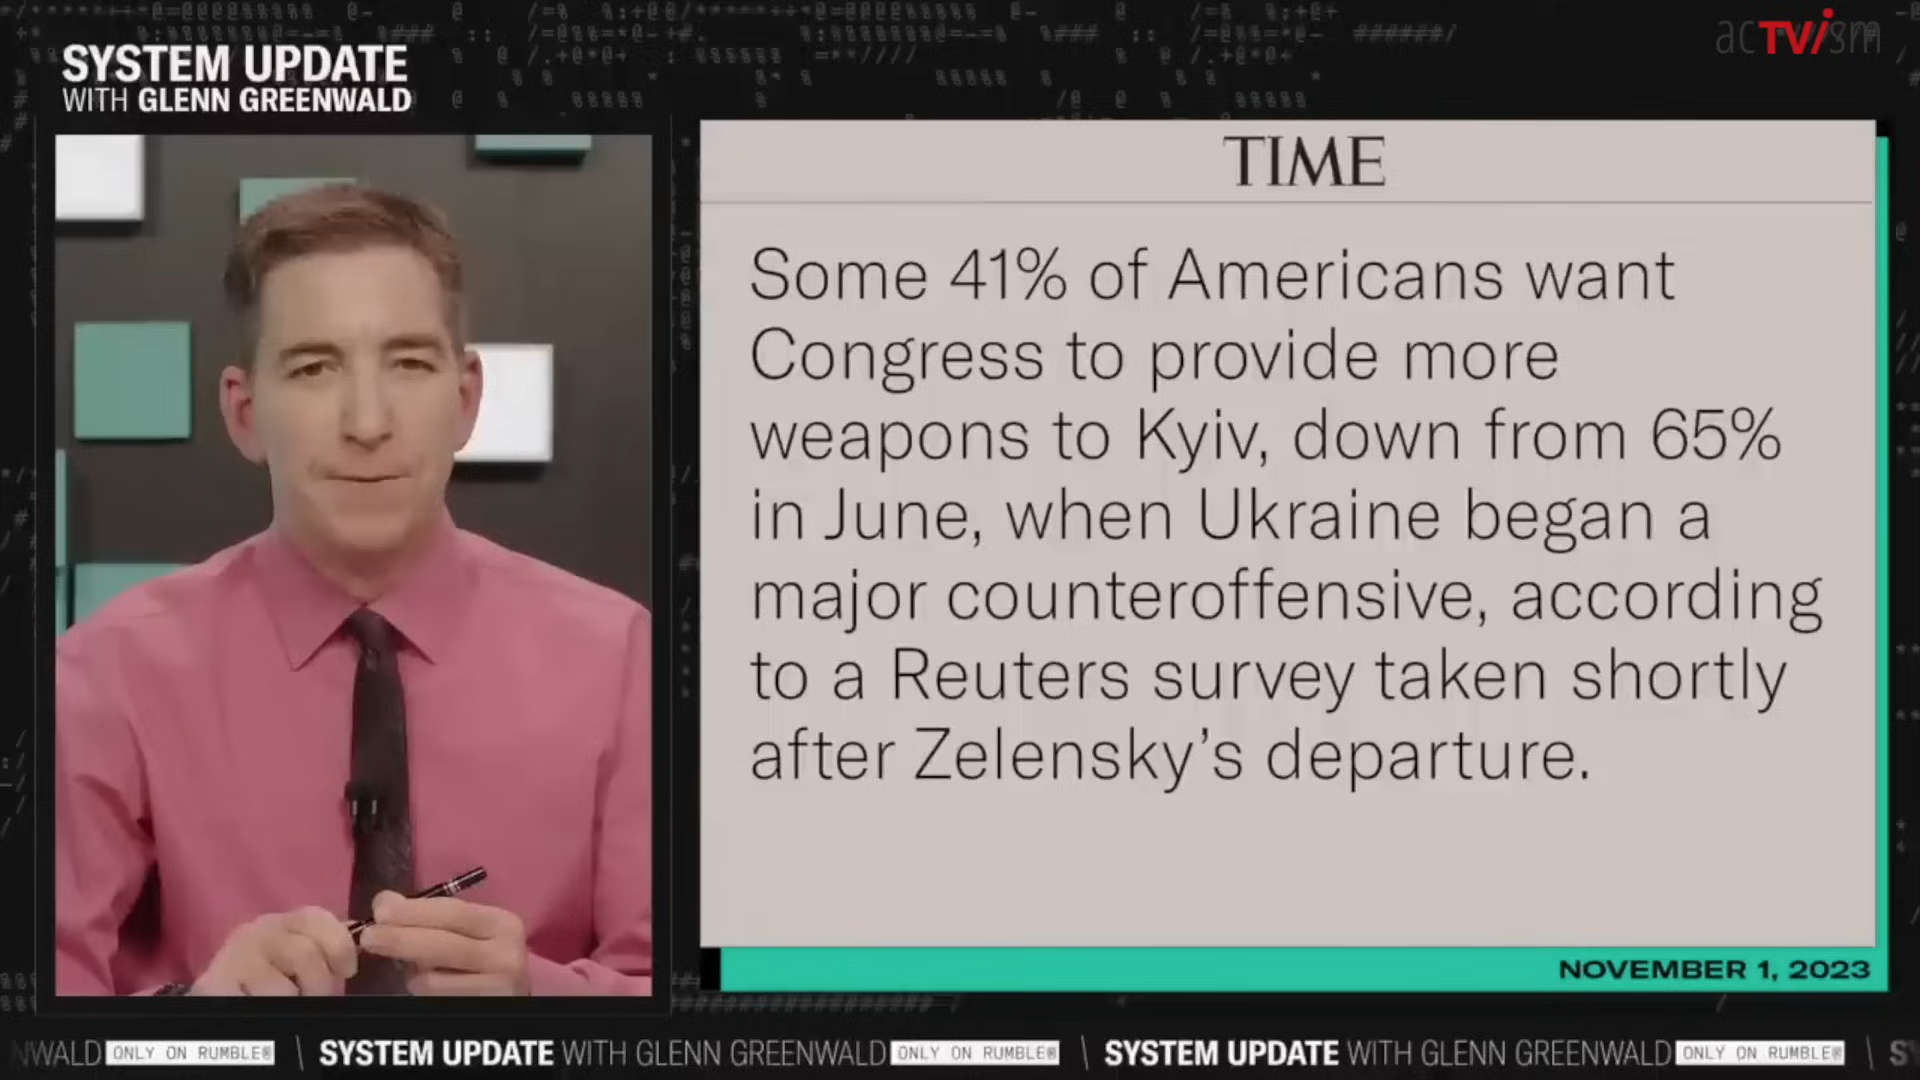 acTVism
SYSTEM UPDATE
WITH GLENN GREENWALD
TIME
Some 41% of Americans want
Congress to provide more
weapons to Kyiv, down from 65%
in June, when Ukraine began a
major counteroffensive, according
to a Reuters survey taken shortly
after Zelensky’s departure.
NOVEMBER 1, 2023
NWALD ONLY ON RUMBLE® \ SYSTEM UPDATE WITH GLENN GREENWALD ONLY ON RUMBLE® \ SYSTEM UPDATE WITH GLENN GREENWALD ONLY ON RUMBLE® \ S